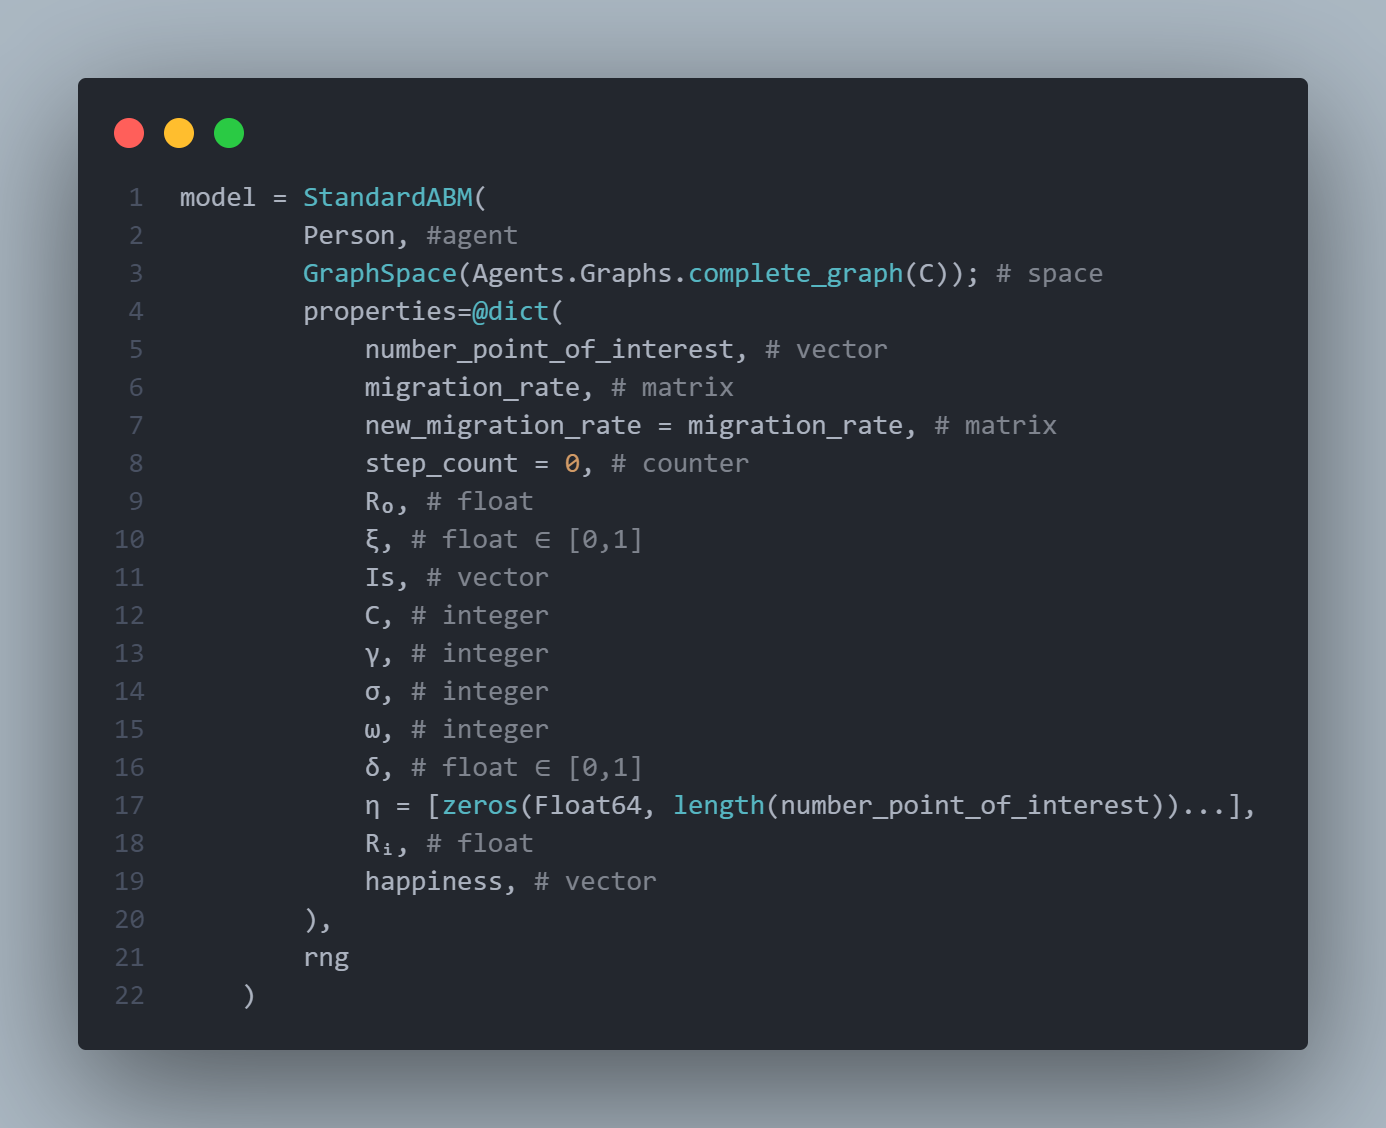 1 model = StandardABM(
2 Person, #agent
3 GraphSpace(Agents.Graphs.complete_graph(C)); # space
4 properties=@dict(
5 number_point_of_interest, # vector
6 migration_rate, # matrix
7 new_migration_rate = migration_rate, # matrix
8 step_count = 0, # counter
9 R₀, # float
10 ξ, # float ∈ [0,1]
11 Is, # vector
12 C, # integer
13 γ, # integer
14 σ, # integer
15 ω, # integer
16 δ, # float ∈ [0,1]
17 η = [zeros(Float64, length(number_point_of_interest))...],
18 Rᵢ, # float
19 happiness, # vector
20 ),
21 rng
22 )